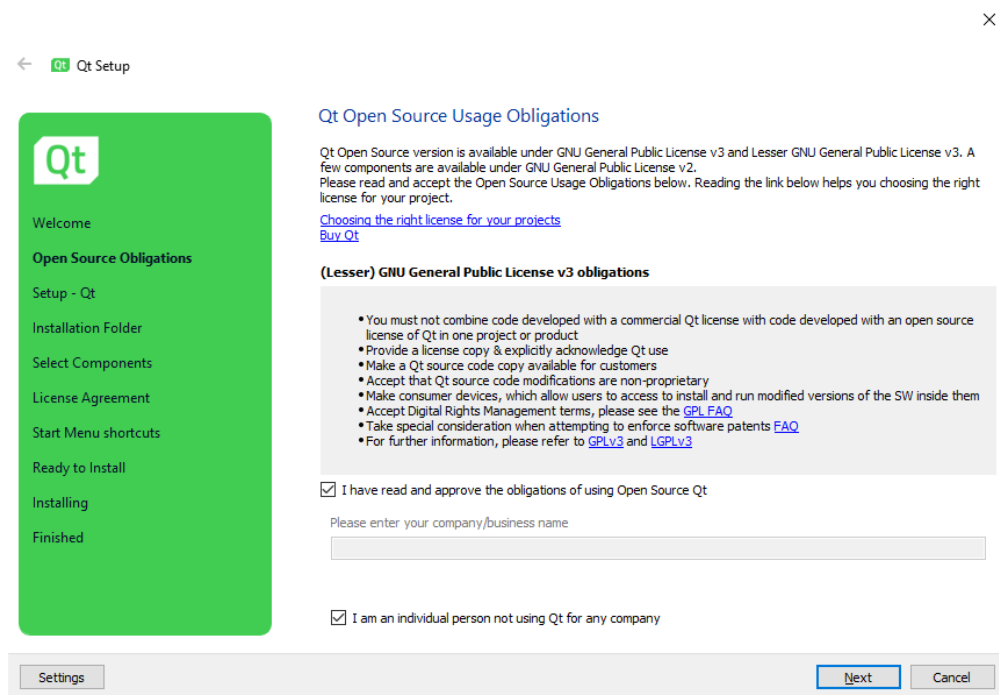 Qt Setup
Qt
Welcome
Open Source Obligations
Setup - Qt
Installation Folder
Select Components
License Agreement
Start Menu shortcuts
Ready to Install
Installing
Finished
Qt Open Source Usage Obligations
Qt Open Source version is available under GNU General Public License v3 and Lesser GNU General Public License v3. A
few components are available under GNU General Public License v2.
Please read and accept the Open Source Usage Obligations below. Reading the link below helps you choosing the right
license for your project.
Choosing the right license for your projects
Buy Qt
(Lesser) GNU General Public License v3 obligations
•You must not combine code developed with a commercial Qt license with code developed with an open source
license of Qt in one project or product
•Provide a license copy & explicitly acknowledge Qt use
•Make a Qt source code copy available for customers
•Accept that Qt source code modifications are non-proprietary
•Make consumer devices, which allow users to access to install and run modified versions of the SW inside them
•Accept Digital Rights Management terms, please see the GPL FAQ
•Take special consideration when attempting to enforce software patents FAQ
•For further information, please refer to GPLv3 and LGPLv3
I have read and approve the obligations of using Open Source Qt
Please enter your company/business name
I am an individual person not using Qt for any company
Settings
Next
Cancel